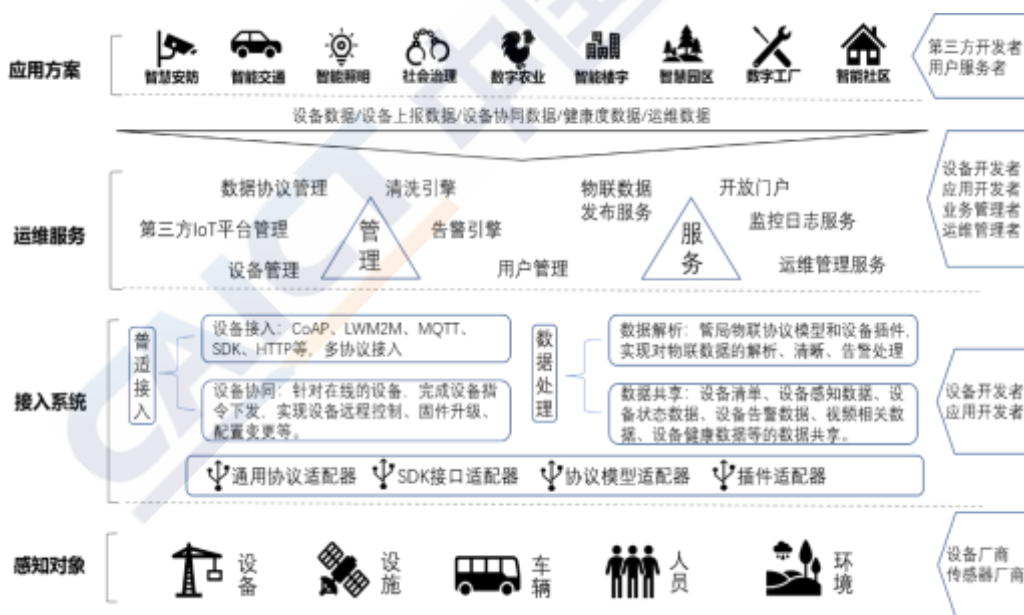 应用方案
智慧安防
智能交通
智能照明
社会治理
数字农业
智能楼宇
智慧园区
数字工厂
智能社区
第三方开发者
用户服务者
设备数据/设备上报数据/设备协同数据/健康度数据/运维数据
运维服务
数据协议管理
清洗引擎
第三方IoT平台管理
管理
告警引擎
设备管理
用户管理
物联数据
发布服务
开放门户
服务
监控日志服务
运维管理服务
设备开发者
应用开发者
业务管理者
运维管理者
接入系统
普适接入
设备接入：CoAP、LWM2M、MQTT、
SDK、HTTP等，多协议接入
设备协同：针对在线的设备，完成设备指
令下发，实现设备远程控制、固件升级、
配置变更等。
数据处理
数据解析：管局物联协议模型和设备插件，
实现对物联数据的解析、清晰、告警处理
数据共享：设备清单、设备感知数据、设
备状态数据、设备告警数据、视频相关数
据、设备健康数据等的数据共享。
通用协议适配器
SDK接口适配器
协议模型适配器
插件适配器
设备开发者
应用开发者
感知对象
设备
设施
车辆
人员
环境
设备厂商
传感器厂商
CAICT